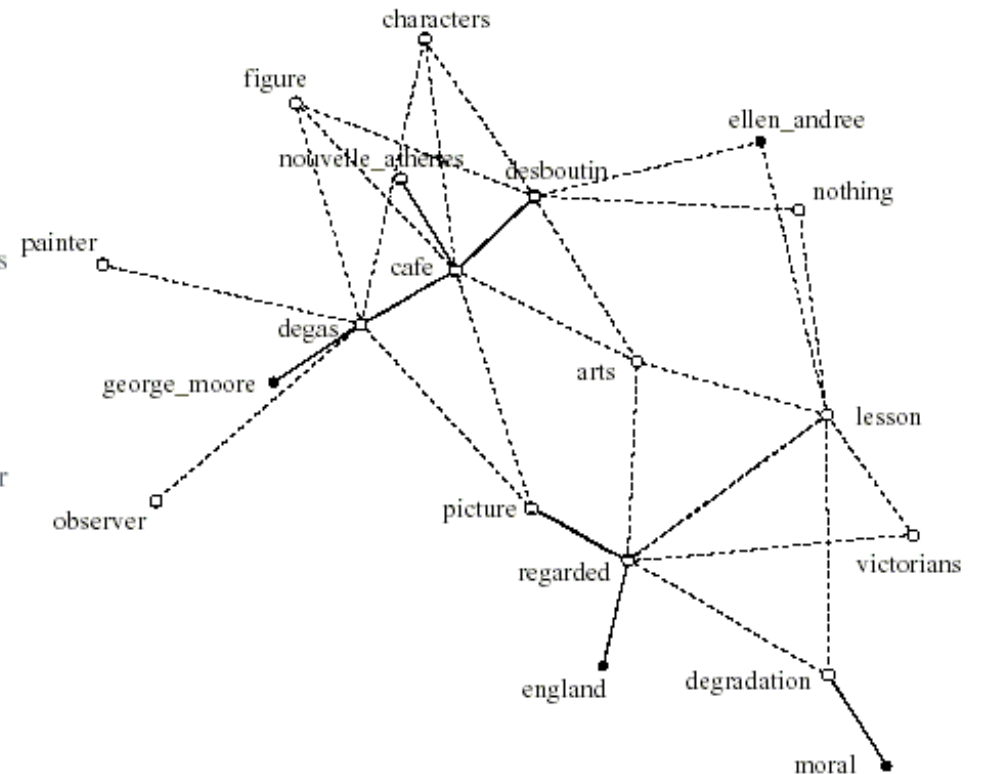 characters
figure
ellen_andree
nouvelle_athenes
desboutin
nothing
painter
s
cafe
degas
arts
george_moore
lesson
r
picture
observer
victorians
regarded
degradation
england
moral